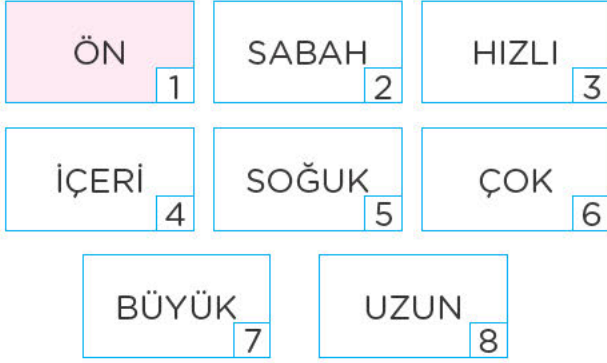 ÖN SABAH HIZLI
1 2 3
İÇERİ SOĞUK ÇOK
4 5 6
BÜYÜK UZUN
7 8